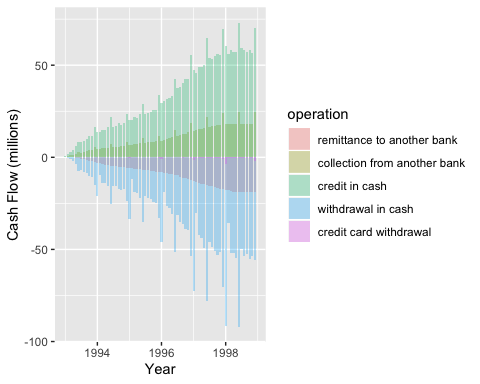 Cash Flow (millions)
50
0
-50
-100
1994
1996
1998
Year
operation
remittance to another bank
collection from another bank
credit in cash
withdrawal in cash
credit card withdrawal